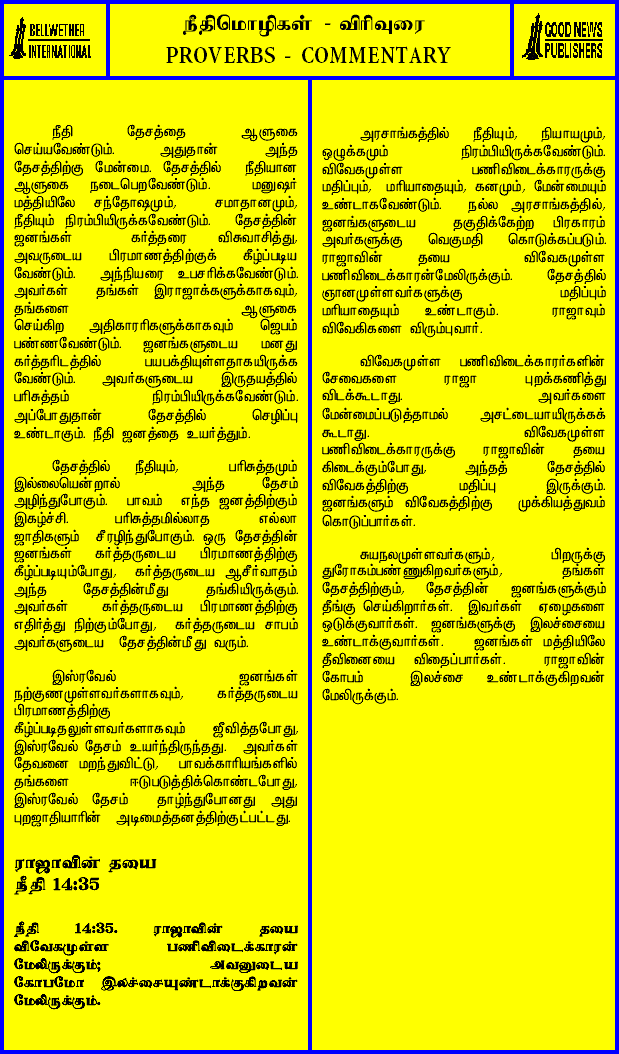 BELLWETHER
INTERNATIONAL
நீதிமொழிகள் - விரிவுரை
PROVERBS - COMMENTARY
GOOD NEWS
PUBLISHERS
நீதி தேசத்தை ஆளுகை
செய்யவேண்டும். அதுதான் அந்த
தேசத்திற்கு மேன்மை. தேசத்தில் நீதியான
ஆளுகை நடைபெறவேண்டும். மனுஷர்
மத்தியிலே சந்தோஷமும், சமாதானமும்,
நீதியும் நிரம்பியிருக்கவேண்டும். தேசத்தின்
ஜனங்கள் கர்த்தரை விசுவாசித்து,
அவருடைய பிரமாணத்திற்குக் கீழ்ப்படிய
வேண்டும். அந்நியரை உபசரிக்கவேண்டும்.
அவர்கள் தங்கள் இராஜாக்களுக்காகவும்,
தங்களை ஆளுகை
செய்கிற அதிகாரரிகளுக்காகவும் ஜெபம்
பண்ணவேண்டும். ஜனங்களுடைய மனது
கர்த்தரிடத்தில் பயபக்தியுள்ளதாகயிருக்க
வேண்டும். அவர்களுடைய இருதயத்தில்
பரிசுத்தம் நிரம்பியிருக்கவேண்டும்.
அப்போதுதான் தேசத்தில் செழிப்பு
உண்டாகும். நீதி ஜனத்தை உயர்த்தும்.
தேசத்தில் நீதியும், பரிசுத்தமும்
இல்லையென்றால் அந்த தேசம்
அழிந்துபோகும். பாவம் எந்த ஜனத்திற்கும்
இகழ்ச்சி. பரிசுத்தமில்லாத எல்லா
ஜாதிகளும் சீரழிந்துபோகும். ஒரு தேசத்தின்
ஜனங்கள் கர்த்தருடைய பிரமாணத்திற்கு
கீழ்ப்படியும்போது, கர்த்தருடைய ஆசீர்வாதம்
அந்த தேசத்தின்மீது தங்கியிருக்கும்.
அவர்கள் கர்த்தருடைய பிரமாணத்திற்கு
எதிர்த்து நிற்கும்போது, கர்த்தருடைய சாபம்
அவர்களுடைய தேசத்தின்மீது வரும்.
இஸ்ரவேல் ஜனங்கள்
நற்குணமுள்ளவர்களாகவும், கர்த்தருடைய
பிரமாணத்திற்கு
கீழ்ப்படிதலுள்ளவர்களாகவும் ஜீவித்தபோது,
இஸ்ரவேல் தேசம் உயர்ந்திருந்தது. அவர்கள்
தேவனை மறந்துவிட்டு, பாவக்காரியங்களில்
தங்களை ஈடுபடுத்திக்கொண்டபோது,
இஸ்ரவேல் தேசம் தாழ்ந்துபோனது அது
புறஜாதியாரின் அடிமைத்தனத்திற்குட்பட்டது.
ராஜாவின் தயை
நீதி 14:35
நீதி 14:35. ராஜாவின் தயை
விவேகமுள்ள பணிவிடைக்காரன்
மேலிருக்கும்; அவனுடைய
கோபமோ இலச்சையுண்டாக்குகிறவன்
மேலிருக்கும்.
அரசாங்கத்தில் நீதியும், நியாயமும்,
ஒழுக்கமும் நிரம்பியிருக்கவேண்டும்.
விவேகமுள்ள பணிவிடைக்காரருக்கு
மதிப்பும், மரியாதையும், கனமும், மேன்மையும்
உண்டாகவேண்டும். நல்ல அரசாங்கத்தில்,
ஜனங்களுடைய தகுதிக்கேற்ற பிரகாரம்
அவர்களுக்கு வெகுமதி கொடுக்கப்படும்.
ராஜாவின் தயை விவேகமுள்ள
பணிவிடைக்காரன்மேலிருக்கும். தேசத்தில்
ஞானமுள்ளவர்களுக்கு மதிப்பும்
மரியாதையும் உண்டாகும். ராஜாவும்
விவேகிகளை விரும்புவார்.
விவேகமுள்ள பணிவிடைக்காரர்களின்
சேவைகளை ராஜா புறக்கணித்து
விடக்கூடாது. அவர்களை
மேன்மைப்படுத்தாமல் அசட்டையாயிருக்கக்
கூடாது. விவேகமுள்ள
பணிவிடைக்காரருக்கு ராஜாவின் தயை
கிடைக்கும்போது, அந்தத் தேசத்தில்
விவேகத்திற்கு மதிப்பு இருக்கும்.
ஜனங்களும் விவேகத்திற்கு முக்கியத்துவம்
கொடுப்பார்கள்.
சுயநலமுள்ளவர்களும், பிறருக்கு
துரோகம்பண்ணுகிறவர்களும், தங்கள்
தேசத்திற்கும், தேசத்தின் ஜனங்களுக்கும்
தீங்கு செய்கிறார்கள். இவர்கள் ஏழைகளை
ஒடுக்குவார்கள். ஜனங்களுக்கு இலச்சையை
உண்டாக்குவார்கள். ஜனங்கள் மத்தியிலே
தீவினையை விதைப்பார்கள். ராஜாவின்
கோபம் இலச்சை உண்டாக்குகிறவன்
மேலிருக்கும்.